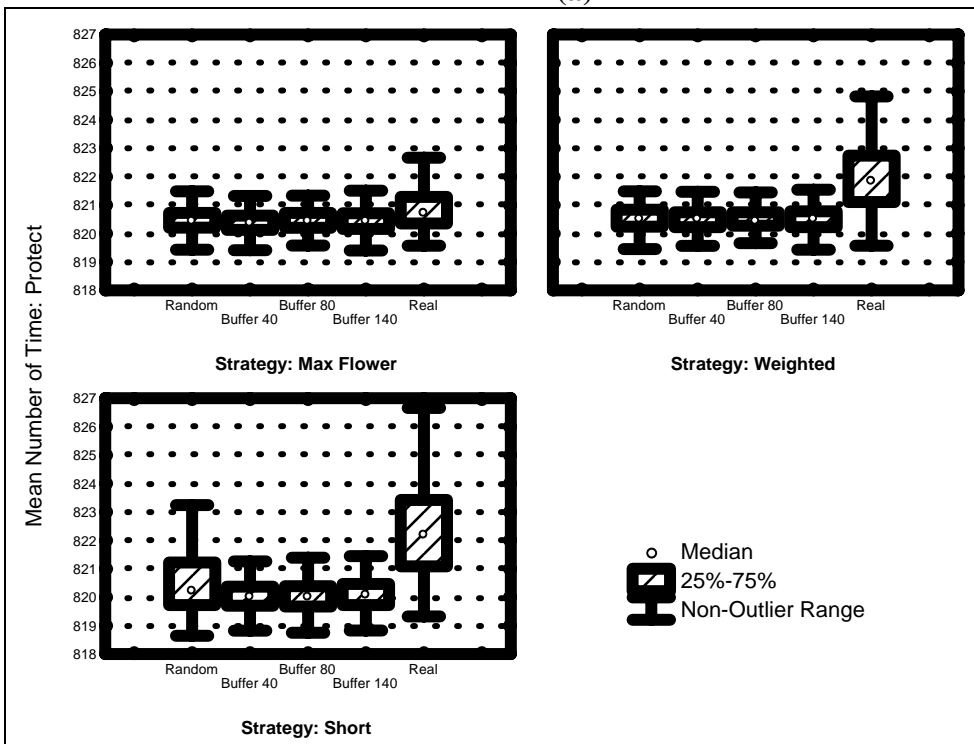 827
826
825
824
823
822
821
820
819
818
Random
Buffer 80
Real
Buffer 40
Buffer 140
Strategy: Max Flower
Random
Buffer 80
Real
Buffer 40
Buffer 140
Strategy: Weighted
Mean Number of Time: Protect
827
826
825
824
823
822
821
820
819
818
Random
Buffer 80
Real
Buffer 40
Buffer 140
Strategy: Short
Median
25%-75%
Non-Outlier Range